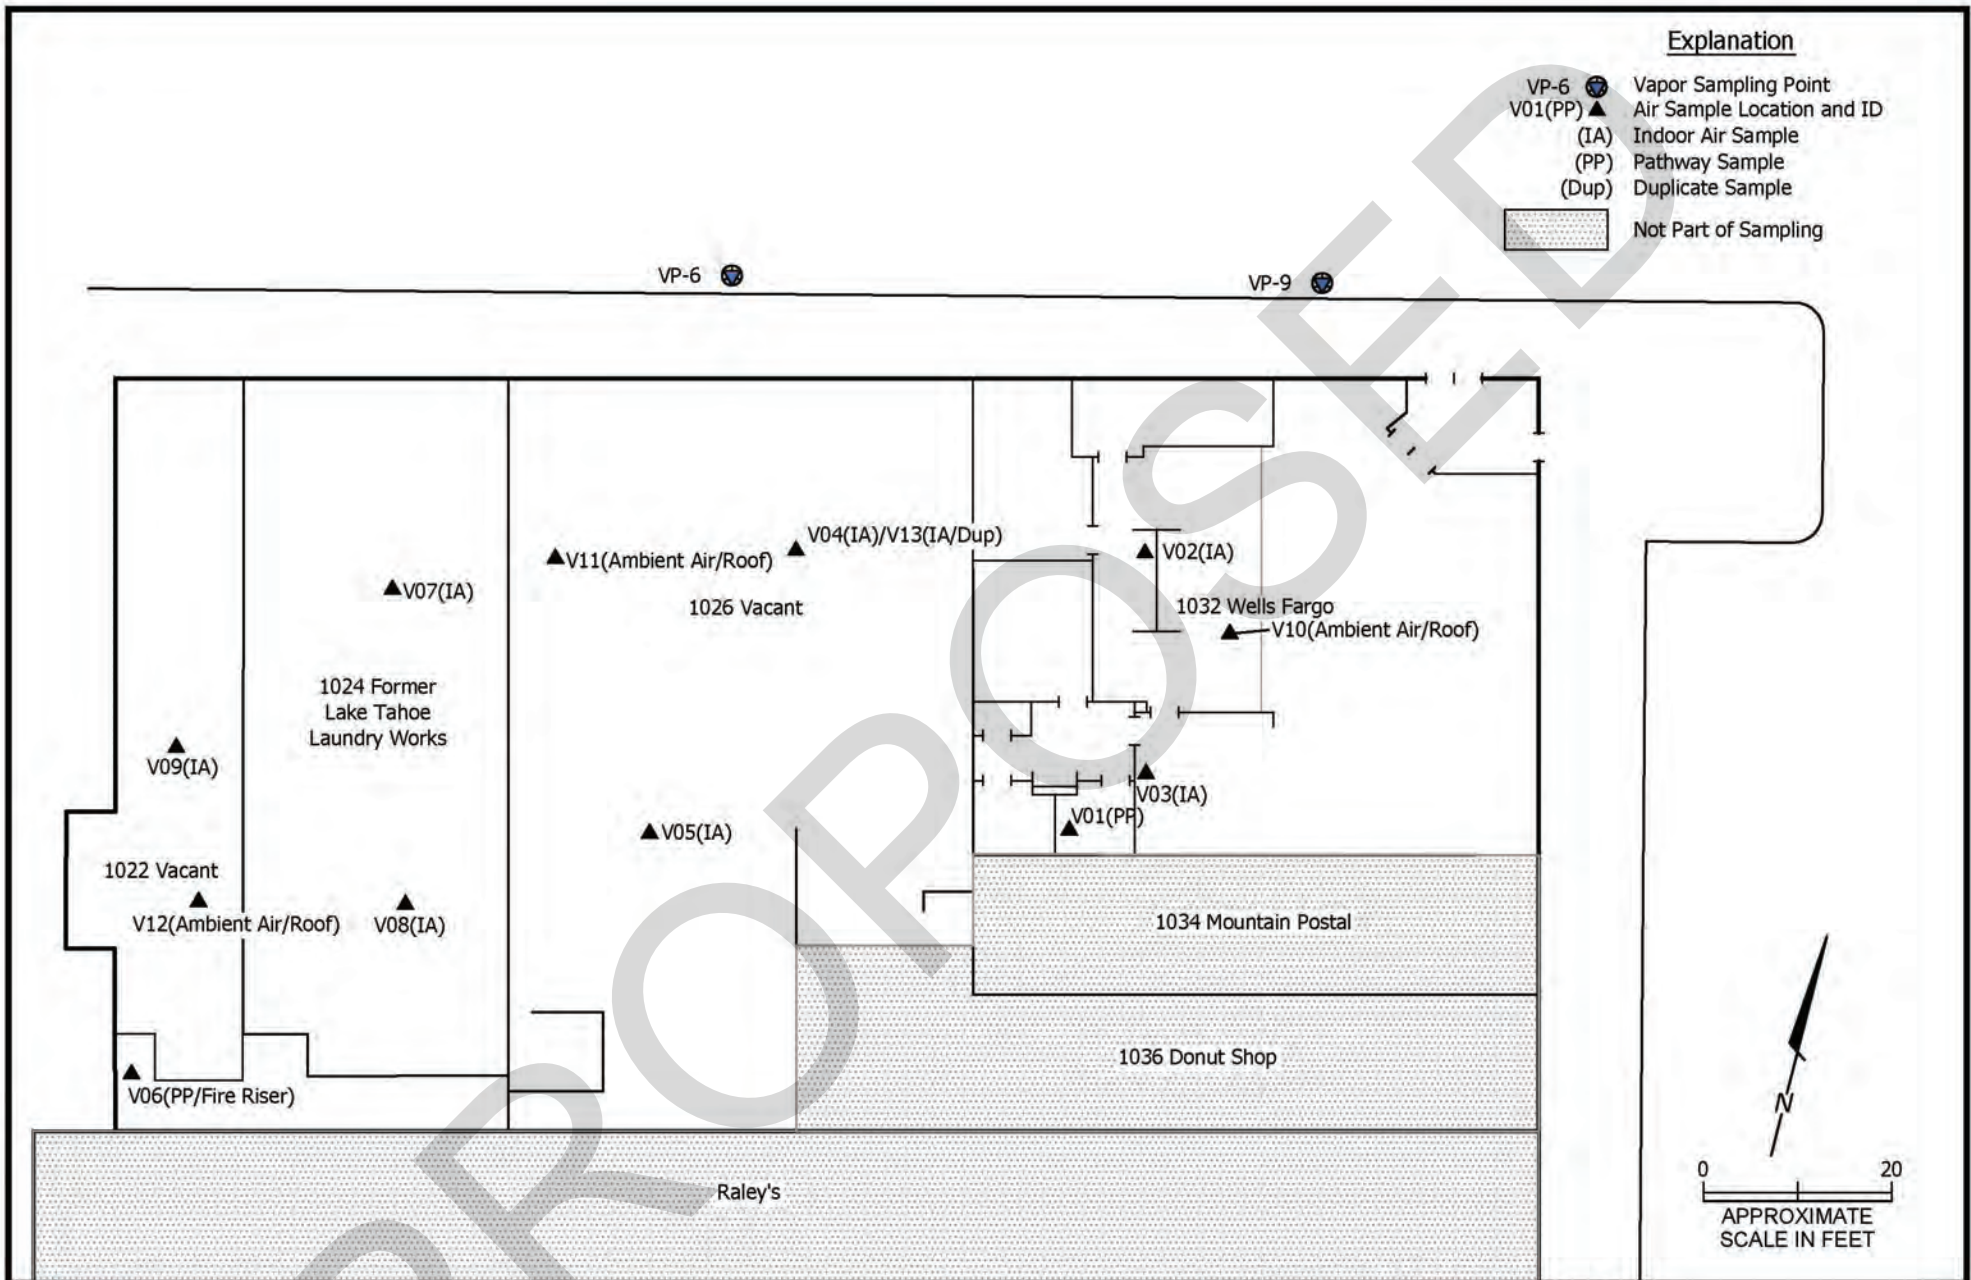 Explanation
VP-6 Vapor Sampling Point
V01(PP) Air Sample Location and ID
(IA) Indoor Air Sample
(PP) Pathway Sample
(Dup) Duplicate Sample
Not Part of Sampling
VP-6
VP-9
V04(IA)/V13(IA/Dup)
V11(Ambient Air/Roof)
V02(IA)
V07(IA)
1026 Vacant
1032 Wells Fargo
V10(Ambient Air/Roof)
1024 Former
Lake Tahoe
Laundry Works
V09(IA)
V03(IA)
V01(PP)
V05(IA)
1022 Vacant
V12(Ambient Air/Roof)
V08(IA)
1034 Mountain Postal
1036 Donut Shop
V06(PP/Fire Riser)
N
Raley's
0 20
APPROXIMATE
SCALE IN FEET
PROPOSED